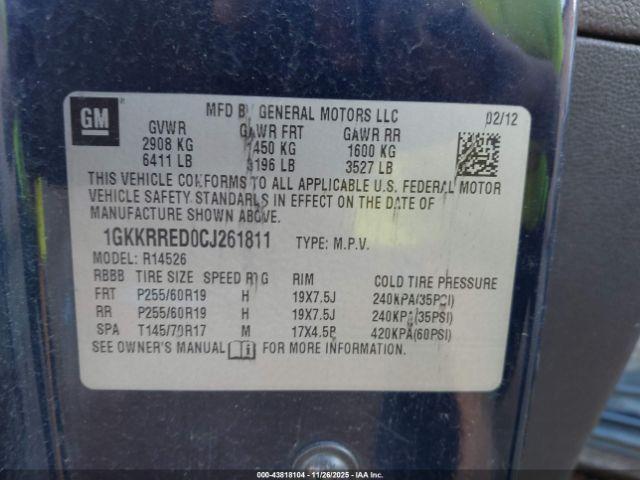 GM
MFD BY GENERAL MOTORS LLC 02/12
GVWR GAWR FRT GAWR RR
2908 KG 1450 KG 1600 KG
6411 LB 3196 LB 3527 LB
THIS VEHICLE CONFORMS TO ALL APPLICABLE U.S. FEDERAL MOTOR
VEHICLE SAFETY STANDARDS IN EFFECT ON THE DATE OF
MANUFACTURE SHOWN ABOVE.
1GKKRRED0CJ261811 TYPE: M.P.V.
MODEL: R14526
RBBB TIRE SIZE SPEED RTG RIM COLD TIRE PRESSURE
FRT P255/60R19 H 19X7.5J 240KPA(35PSI)
RR P255/60R19 H 19X7.5J 240KPA(35PSI)
SPA T145/70R17 M 17X4.5B 420KPA(60PSI)
SEE OWNER'S MANUAL FOR MORE INFORMATION.
000-43818104 - 11/26/2025 - IAA Inc.